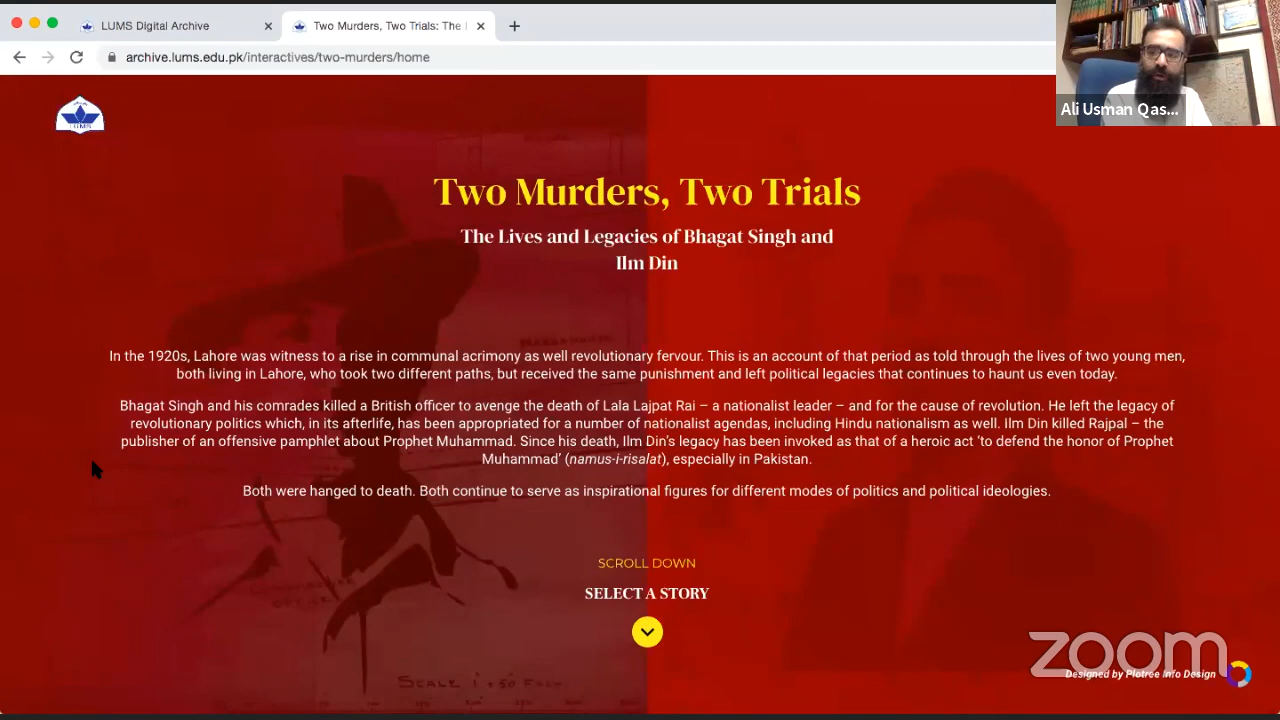 LUMS Digital Archive
Two Murders, Two Trials: The
archive.lums.edu.pk/interactives/two-murders/home
Ali Usman Qas...
LUMS
Two Murders, Two Trials
The Lives and Legacies of Bhagat Singh and
Ilm Din
In the 1920s, Lahore was witness to a rise in communal acrimony as well revolutionary fervour. This is an account of that period as told through the lives of two young men,
both living in Lahore, who took two different paths, but received the same punishment and left political legacies that continues to haunt us even today.
Bhagat Singh and his comrades killed a British officer to avenge the death of Lala Lajpat Rai – a nationalist leader – and for the cause of revolution. He left the legacy of
revolutionary politics which, in its afterlife, has been appropriated for a number of nationalist agendas, including Hindu nationalism as well. Ilm Din killed Rajpal – the
publisher of an offensive pamphlet about Prophet Muhammad. Since his death, Ilm Din's legacy has been invoked as that of a heroic act ‘to defend the honor of Prophet
Muhammad’ (namus-i-risalat), especially in Pakistan.
Both were hanged to death. Both continue to serve as inspirational figures for different modes of politics and political ideologies.
SCROLL DOWN
SELECT A STORY
zoom
Designed by Plotree Info Design